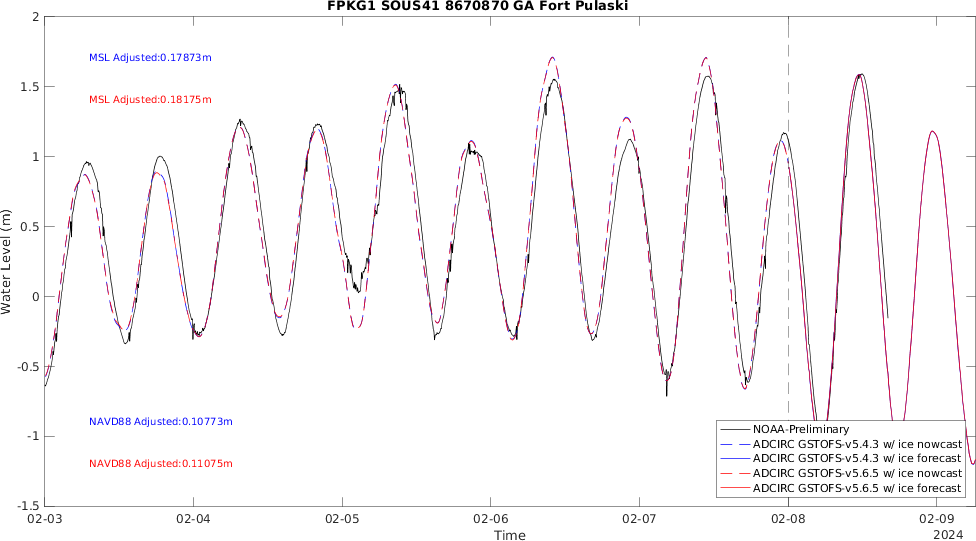 FPKG1 SOUS41 8670870 GA Fort Pulaski
2
1.5
1
0.5
0
-0.5
-1
-1.5
Water Level (m)
MSL Adjusted:0.17873m
MSL Adjusted:0.18175m
NAVD88 Adjusted:0.10773m
NAVD88 Adjusted:0.11075m
NOAA-Preliminary
ADCIRC GSTOFS-v5.4.3 w/ ice nowcast
ADCIRC GSTOFS-v5.4.3 w/ ice forecast
ADCIRC GSTOFS-v5.6.5 w/ ice nowcast
ADCIRC GSTOFS-v5.6.5 w/ ice forecast
02-03 02-04 02-05 02-06 02-07 02-08 02-09
Time
2024